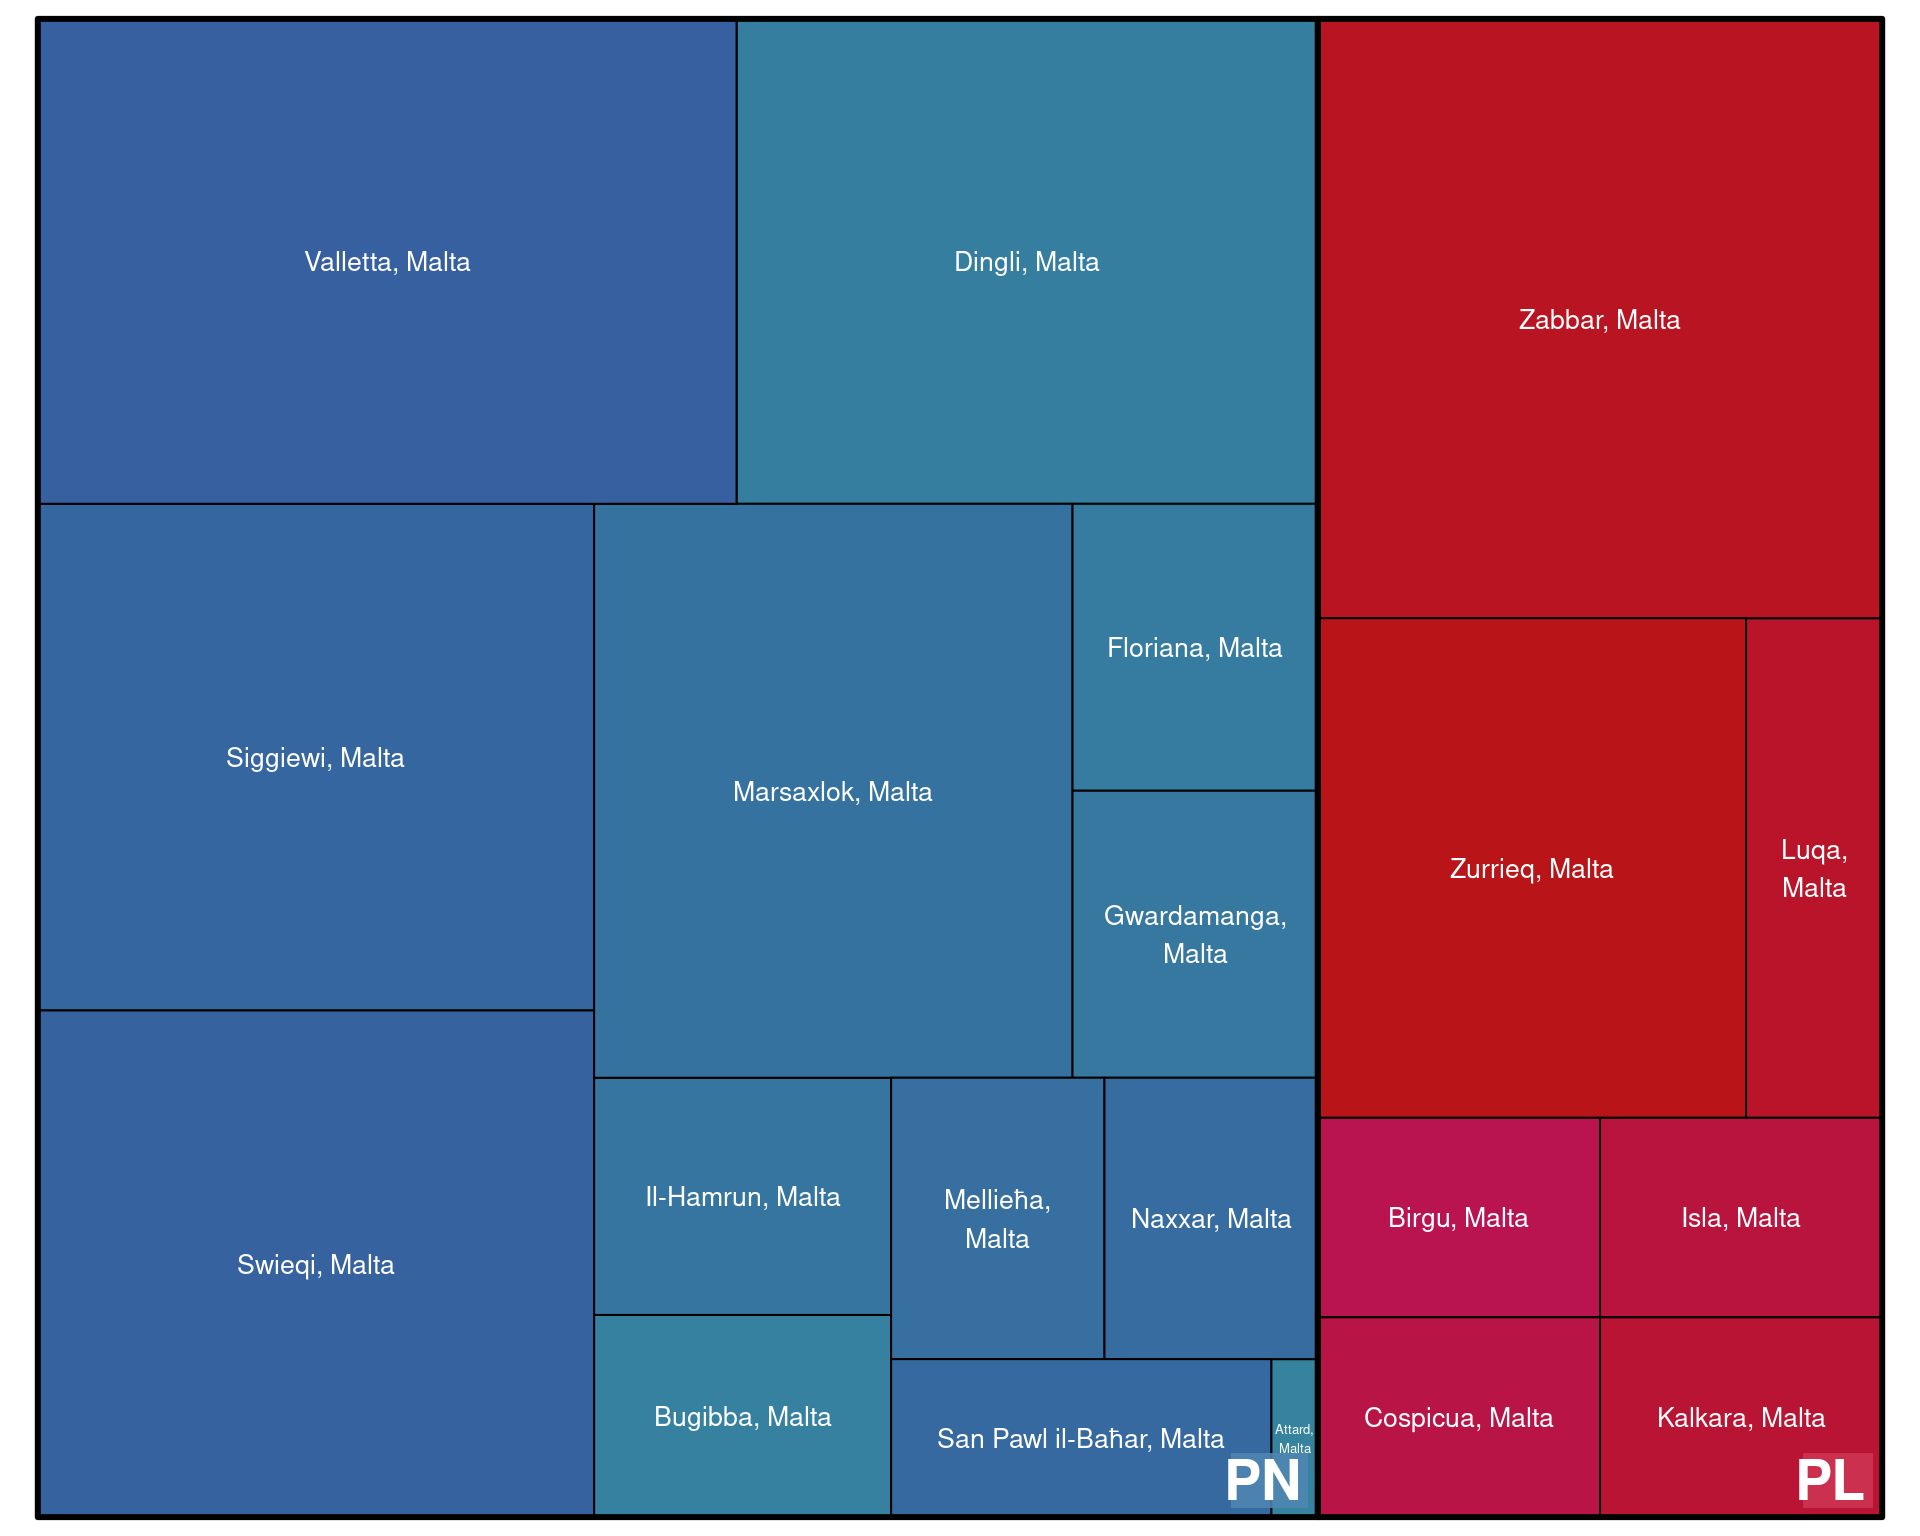 Valletta, Malta
Dingli, Malta
Zabbar, Malta
Siggiewi, Malta
Marsaxlok, Malta
Floriana, Malta
Gwardamanga,
Malta
Zurrieq, Malta
Luqa,
Malta
Swieqi, Malta
Il-Hamrun, Malta
Mellieħa,
Malta
Naxxar, Malta
Birgu, Malta
Isla, Malta
Bugibba, Malta
San Pawl il-Baħar, Malta
Attard,
Malta
Cospicua, Malta
Kalkara, Malta
PN
PL